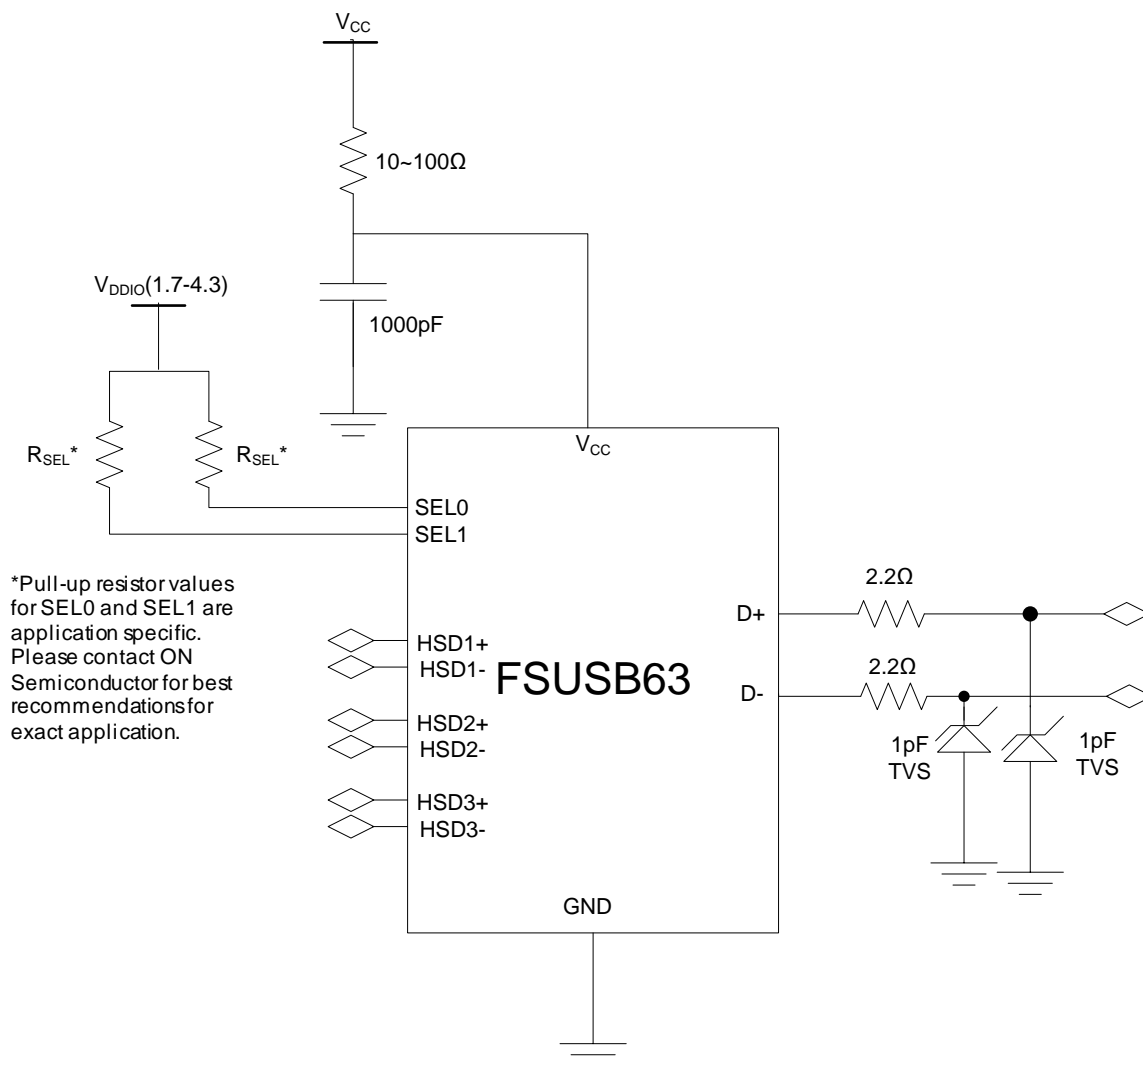 VCC
10~100Ω
VDDIO(1.7-4.3)
1000pF
RSEL*
RSEL*
VCC
SEL0
SEL1
*Pull-up resistor values
for SEL0 and SEL1 are
application specific.
Please contact ON
Semiconductor for best
recommendations for
exact application.
HSD1+
HSD1-
HSD2+
HSD2-
HSD3+
HSD3-
FSUSB63
D+
D-
2.2Ω
2.2Ω
1pF
TVS
1pF
TVS
GND